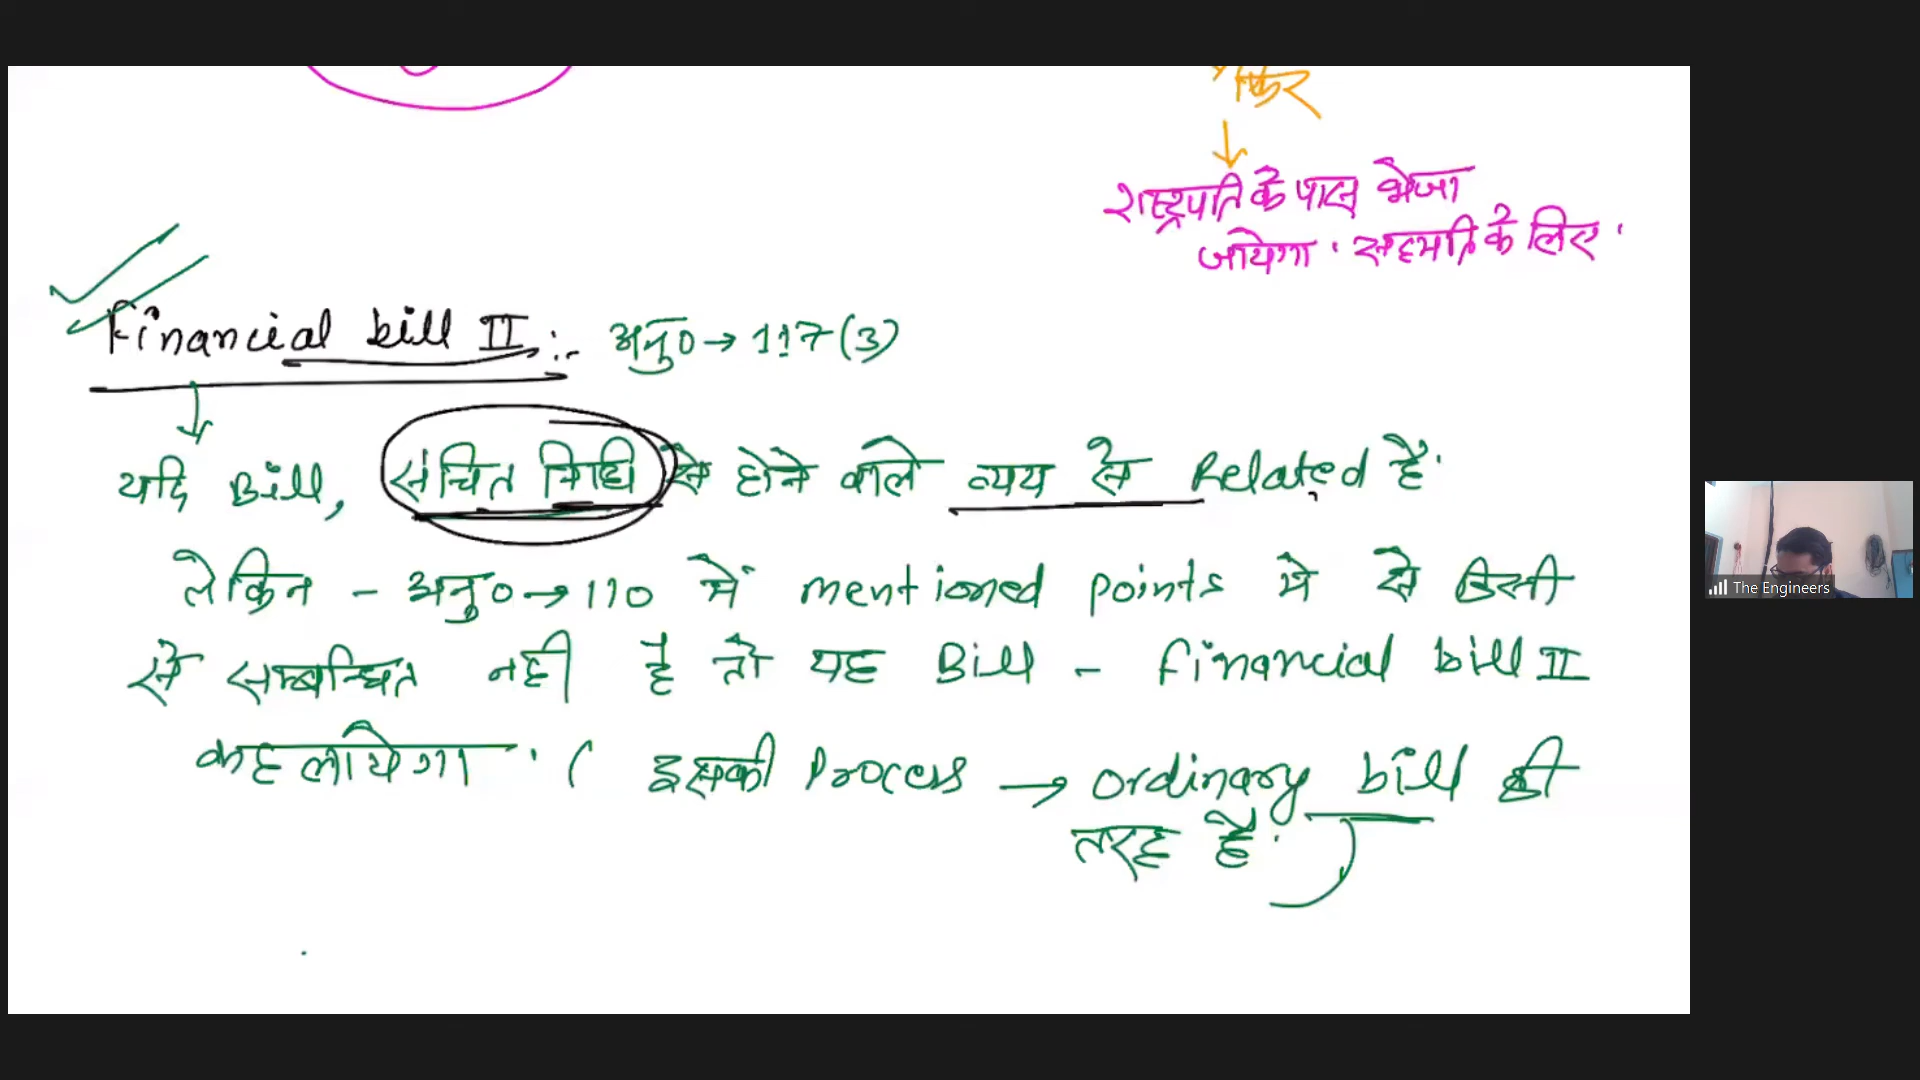 फिर
↓
राष्ट्रपति के पास भेजा
जायेगा . सहमति के लिए .
Financial bill II :- अनु० → 117(3)
↓
यदि Bill, संचित निधि से होने वाले व्यय से Related है .
लेकिन - अनु० → 110 में mentioned points में से किसी
से सम्बन्धित नही है तो यह Bill - financial bill II
कहलायेगा . ( इसकी Process → ordinary bill की
तरह है .
The Engineers